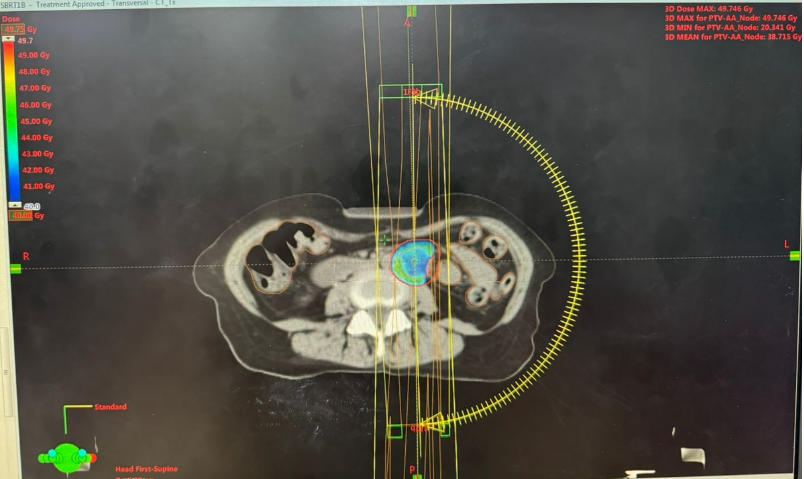 SBRT1B - Treatment Approved - Transversal - CT_Tx
Dose
49.75 Gy
49.7
49.00 Gy
48.00 Gy
47.00 Gy
46.00 Gy
45.00 Gy
44.00 Gy
43.00 Gy
42.00 Gy
41.00 Gy
40.0
40.00 Gy
3D Dose MAX: 49.746 Gy
3D MAX for PTV-AA_Node: 49.746 Gy
3D MIN for PTV-AA_Node: 20.341 Gy
3D MEAN for PTV-AA_Node: 38.715 Gy
A
R
L
P
Standard
Head First-Supine